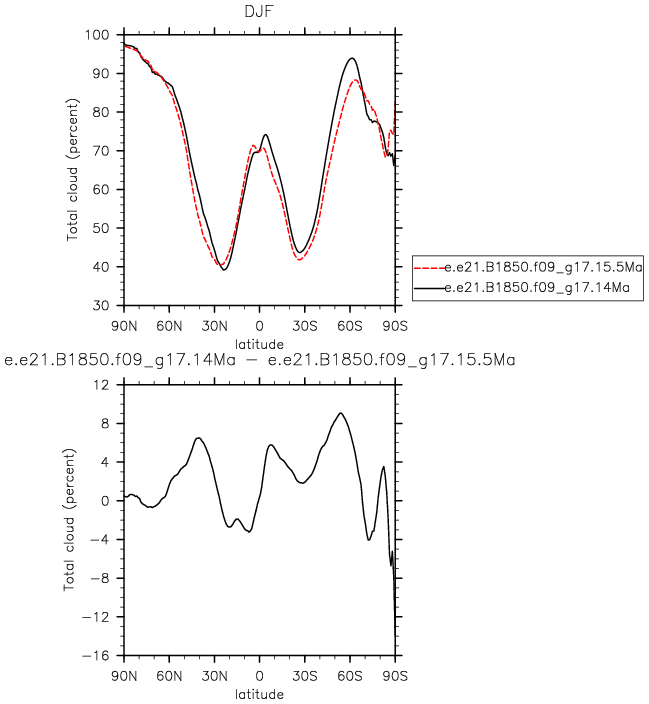 DJF
100
90
80
70
60
50
40
30
Total cloud (percent)
90N 60N 30N 0 30S 60S 90S
latitude
e.e21.B1850.f09_g17.15.5Ma
e.e21.B1850.f09_g17.14Ma
e.e21.B1850.f09_g17.14Ma − e.e21.B1850.f09_g17.15.5Ma
12
8
4
0
−4
−8
−12
−16
Total cloud (percent)
90N 60N 30N 0 30S 60S 90S
latitude